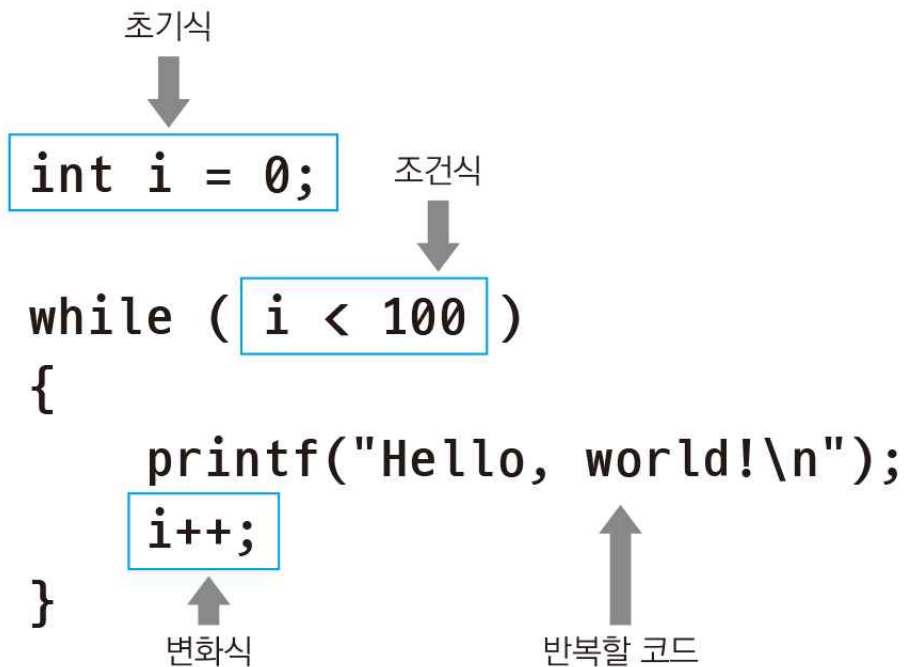 초기식
int i = 0;
조건식
while ( i < 100 )
{
printf("Hello, world!\n");
i++;
}
변화식
반복할 코드